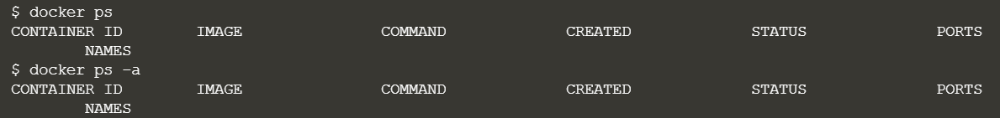 $ docker ps
CONTAINER ID IMAGE COMMAND CREATED STATUS PORTS
NAMES
$ docker ps -a
CONTAINER ID IMAGE COMMAND CREATED STATUS PORTS
NAMES